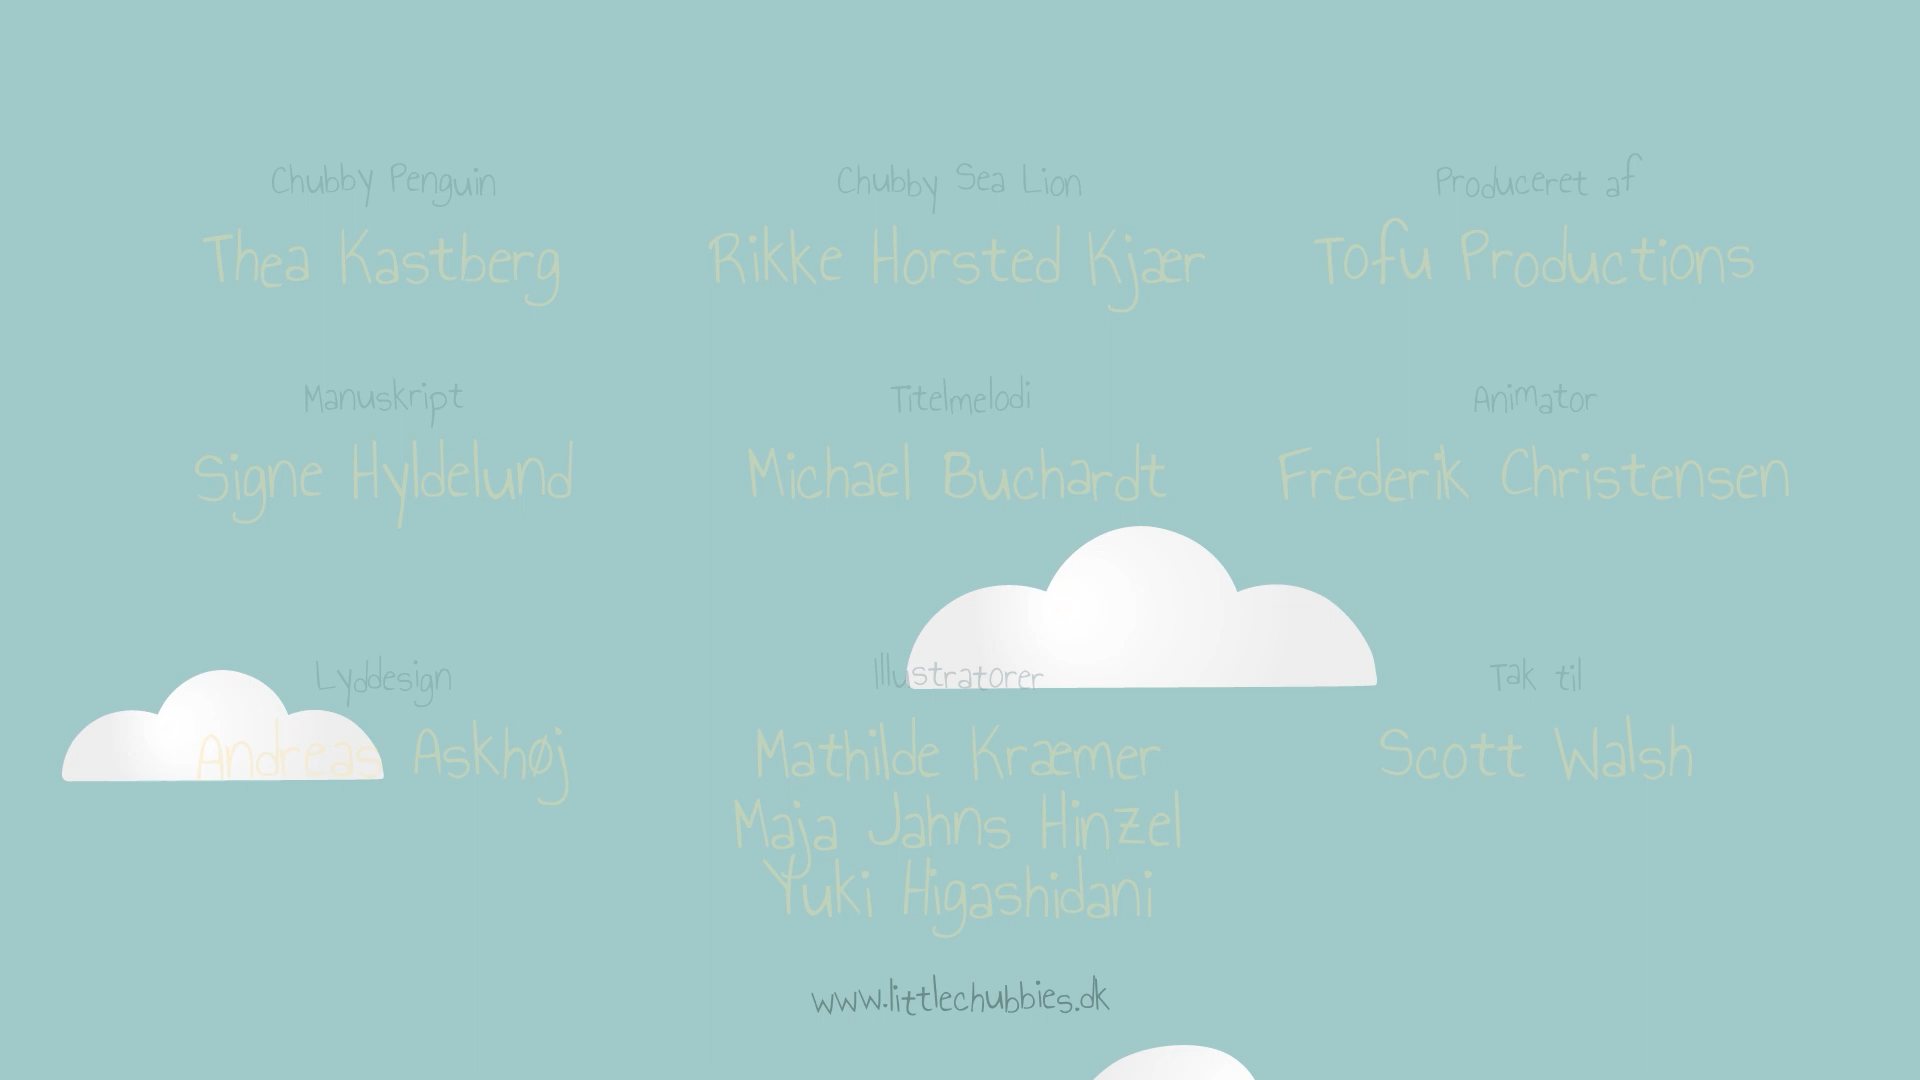 Chubby Penguin
Thea Kastberg
Chubby Sea Lion
Rikke Horsted Kjær
Produceret af
Tofu Productions
Manuskript
Signe Hyldelund
Titelmelodi
Michael Buchardt
Animator
Frederik Christensen
Lyddesign
Andreas Askhøj
Illustratorer
Mathilde Kræmer
Maja Jahns Hinzel
Yuki Higashidani
Tak til
Scott Walsh
www.littlechubbies.dk